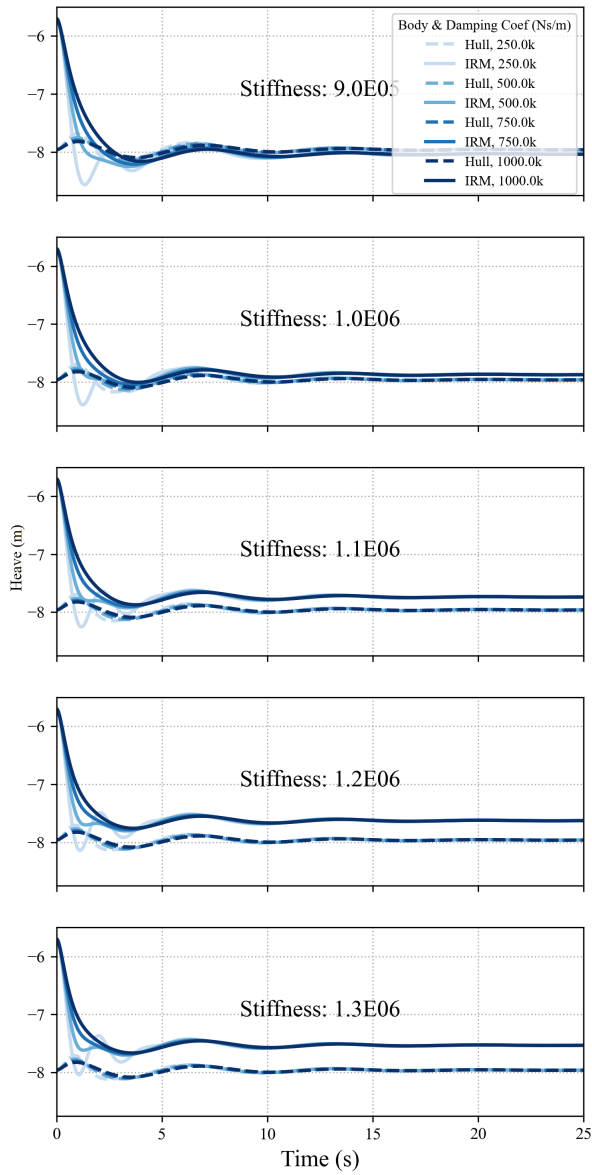 Body & Damping Coef (Ns/m)
Hull, 250.0k
IRM, 250.0k
Hull, 500.0k
IRM, 500.0k
Hull, 750.0k
IRM, 750.0k
Hull, 1000.0k
IRM, 1000.0k
Stiffness: 9.0E05
−6
−7
−8
Stiffness: 1.0E06
−6
−7
−8
Stiffness: 1.1E06
−6
−7
−8
Heave (m)
Stiffness: 1.2E06
−6
−7
−8
Stiffness: 1.3E06
−6
−7
−8
0 5 10 15 20 25
Time (s)